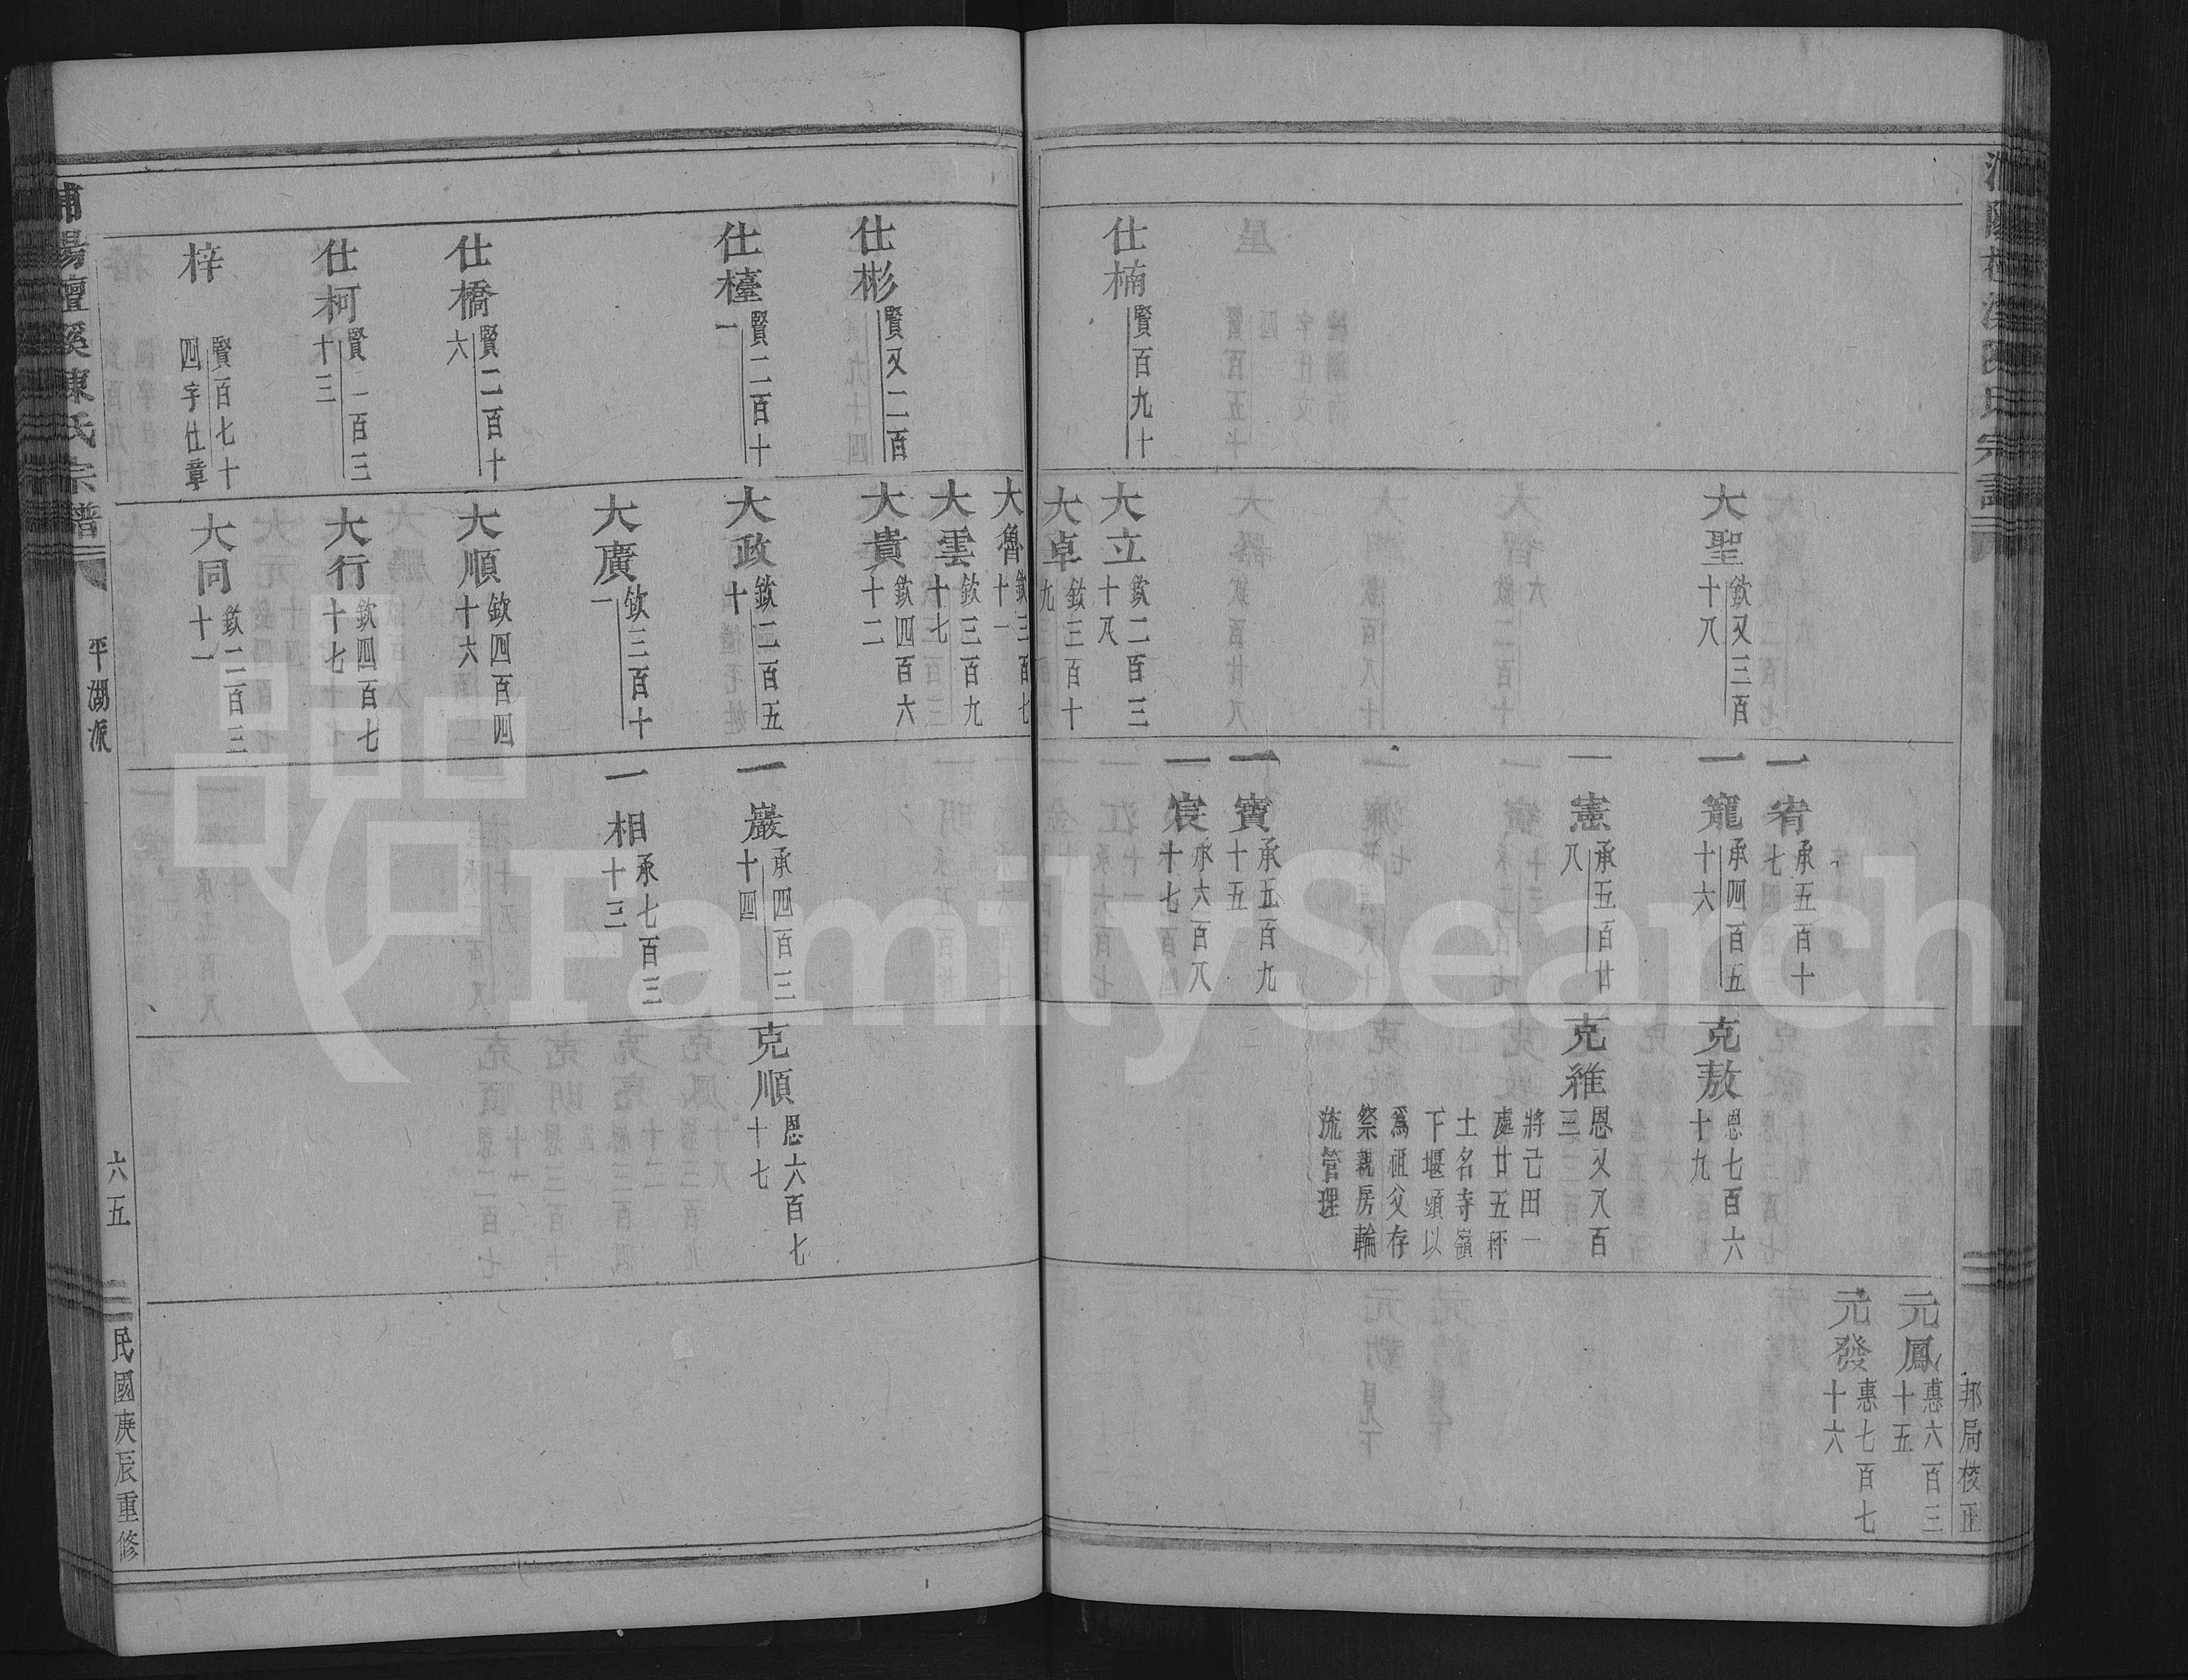 邦局校正
元鳳 惠六百三十五
元發 惠七百七十六
一宥 承五百十七
大聖 欽又三百十八
一寵 承四百五十六
克敖 恩七百六十九
一憲 承五百廿八
克維 恩又八百三
將己田一
處廿五秤
土名寺嶺
下堰頭以
爲祖父存
祭親房輪
流管理
一寶 承五百九十五
一宸 承六百八十七
仕楠 賢百九十
大立 欽二百三十八
大卓 欽三百十九
大魯 欽三百七十一
大雲 欽三百九十七
仕彬 賢又二百
大貴 欽四百六十二
仕檯 賢二百十一
大政 欽二百五十
一巖 承四百三十四
克順 恩六百七十七
大廣 欽三百十一
一相 承七百三十三
仕橋 賢二百十六
大順 欽四百四十六
仕柯 賢一百三十三
大行 欽四百七十七
梓 賢百七十四字仕章
大同 欽二百三十一
浦陽檀溪陳氏宗譜
平湖派
六五
民國庚辰重修
FamilySearch